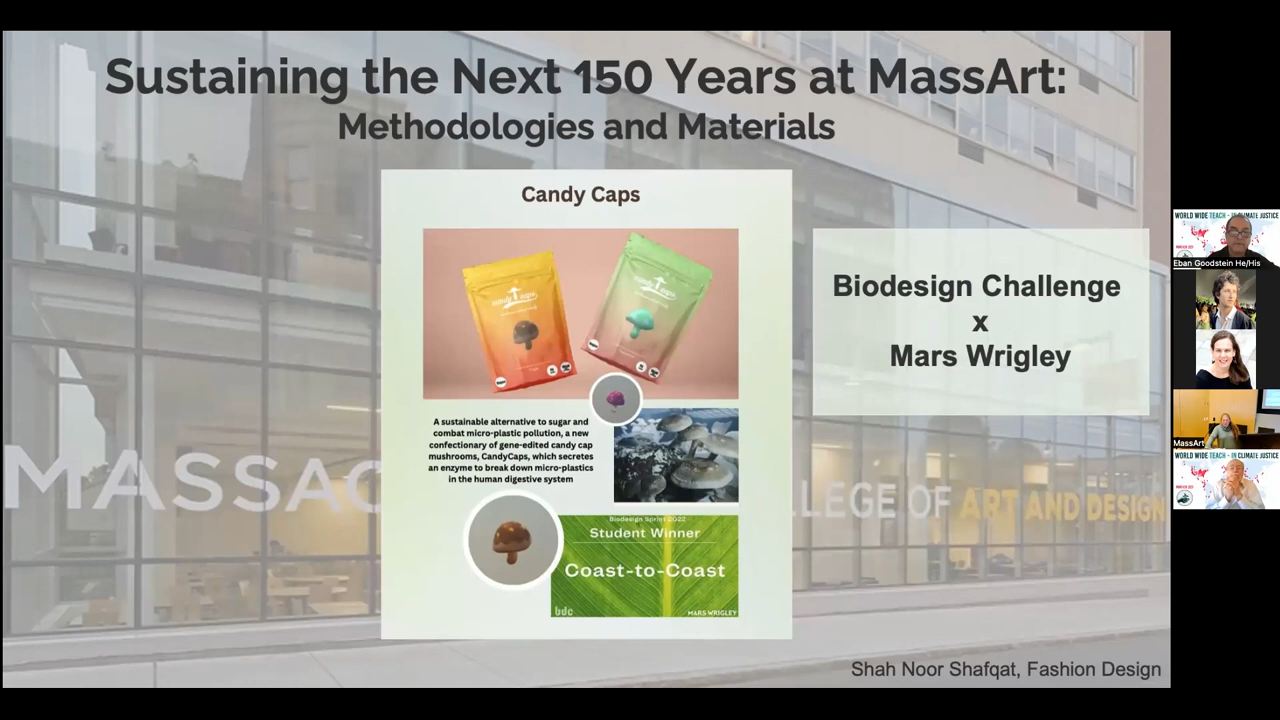 Sustaining the Next 150 Years at MassArt:
Methodologies and Materials
Candy Caps
A sustainable alternative to sugar and
combat micro-plastic pollution, a new
confectionary of gene-edited candy cap
mushrooms, CandyCaps, which secretes
an enzyme to break down micro-plastics
in the human digestive system
Biodesign Sprint 2022
Student Winner
Coast-to-Coast
bdc
MARS WRIGLEY
Biodesign Challenge
x
Mars Wrigley
MASSAC
LLEGE OF ART AND DESIGN
Shah Noor Shafqat, Fashion Design
WORLD WIDE TEACH-IN CLIMATE JUSTICE
Eban Goodstein He/His
MassArt
WORLD WIDE TEACH-IN CLIMATE JUSTICE